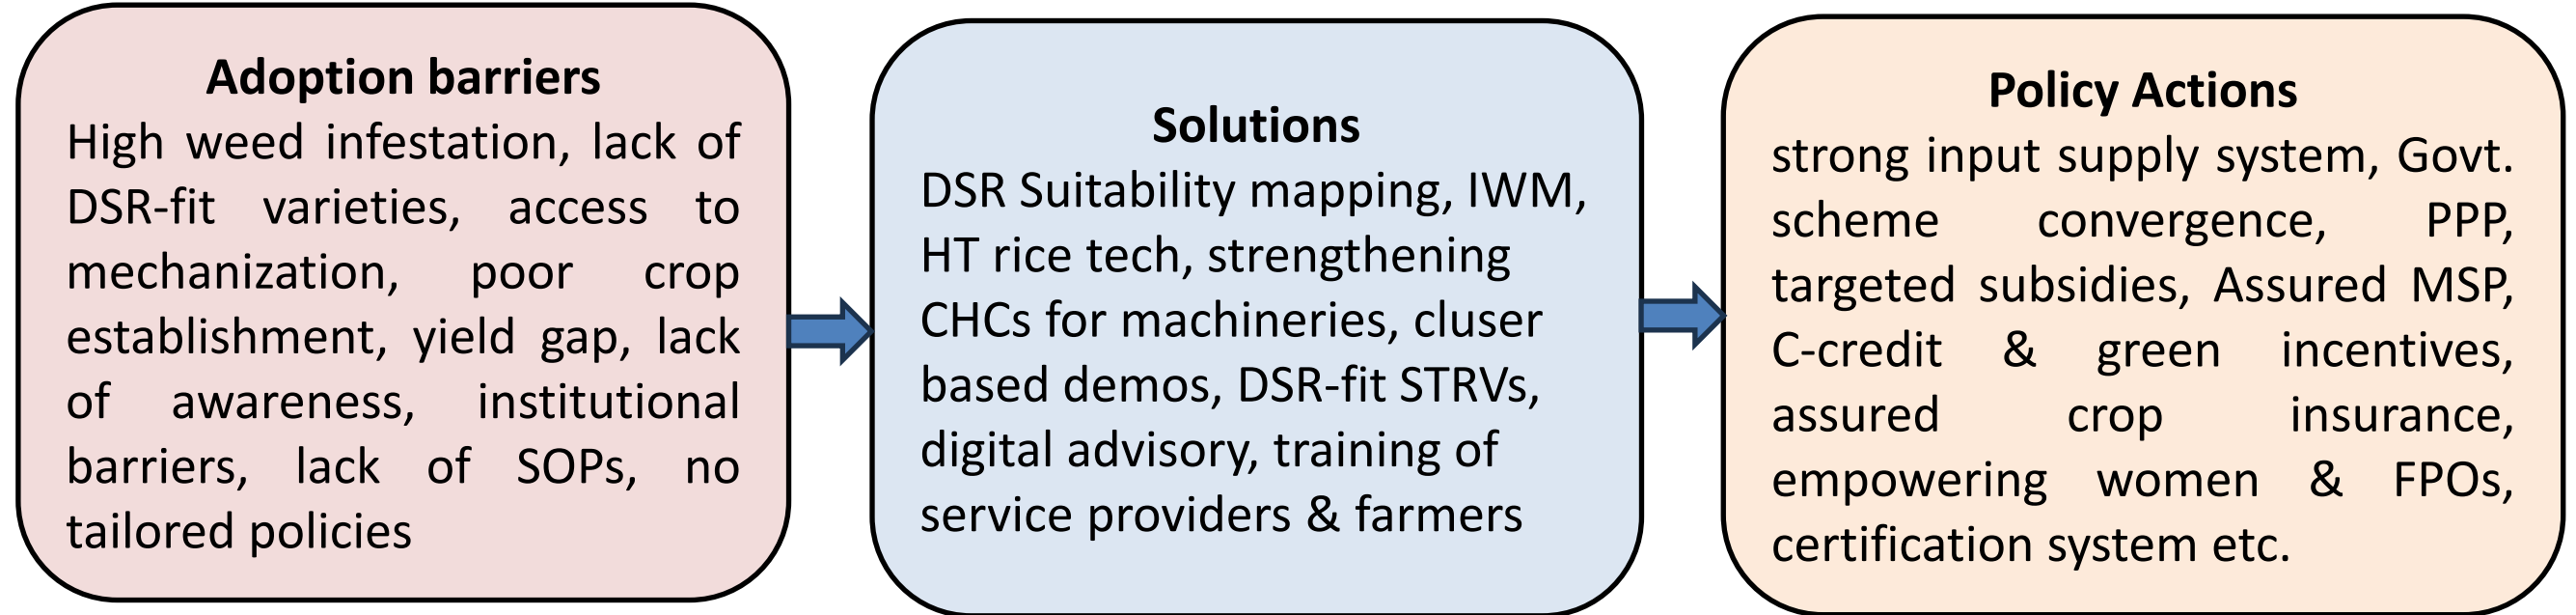 Adoption barriers
High weed infestation, lack of
DSR-fit varieties, access to
mechanization, poor crop
establishment, yield gap, lack
of awareness, institutional
barriers, lack of SOPs, no
tailored policies
Solutions
DSR Suitability mapping, IWM,
HT rice tech, strengthening
CHCs for machineries, cluser
based demos, DSR-fit STRVs,
digital advisory, training of
service providers & farmers
Policy Actions
strong input supply system, Govt.
scheme convergence, PPP,
targeted subsidies, Assured MSP,
C-credit & green incentives,
assured crop insurance,
empowering women & FPOs,
certification system etc.